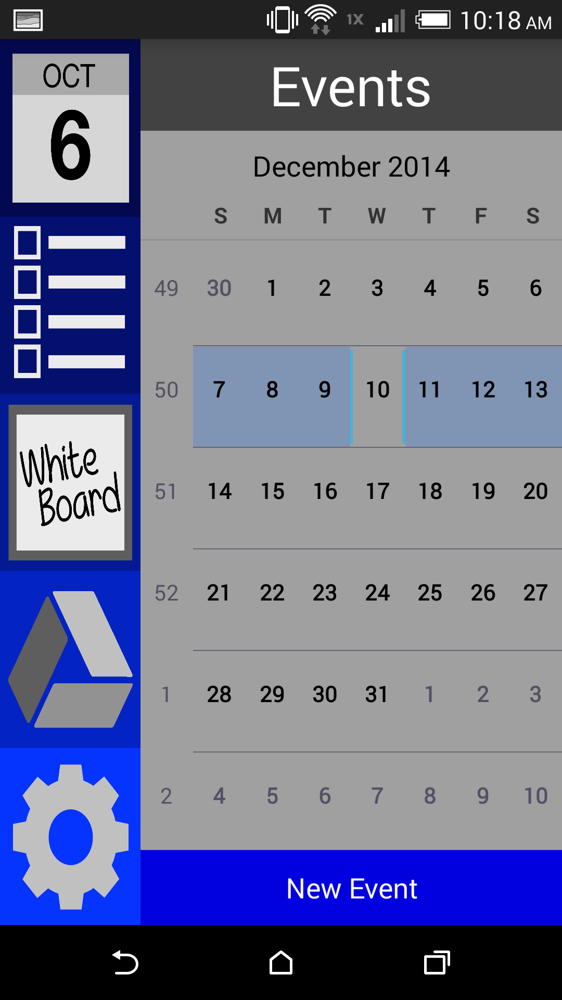 1X 10:18 AM
OCT
6
White
Board
Events
December 2014
S M T W T F S
49 30 1 2 3 4 5 6
50 7 8 9 10 11 12 13
51 14 15 16 17 18 19 20
52 21 22 23 24 25 26 27
1 28 29 30 31 1 2 3
2 4 5 6 7 8 9 10
New Event